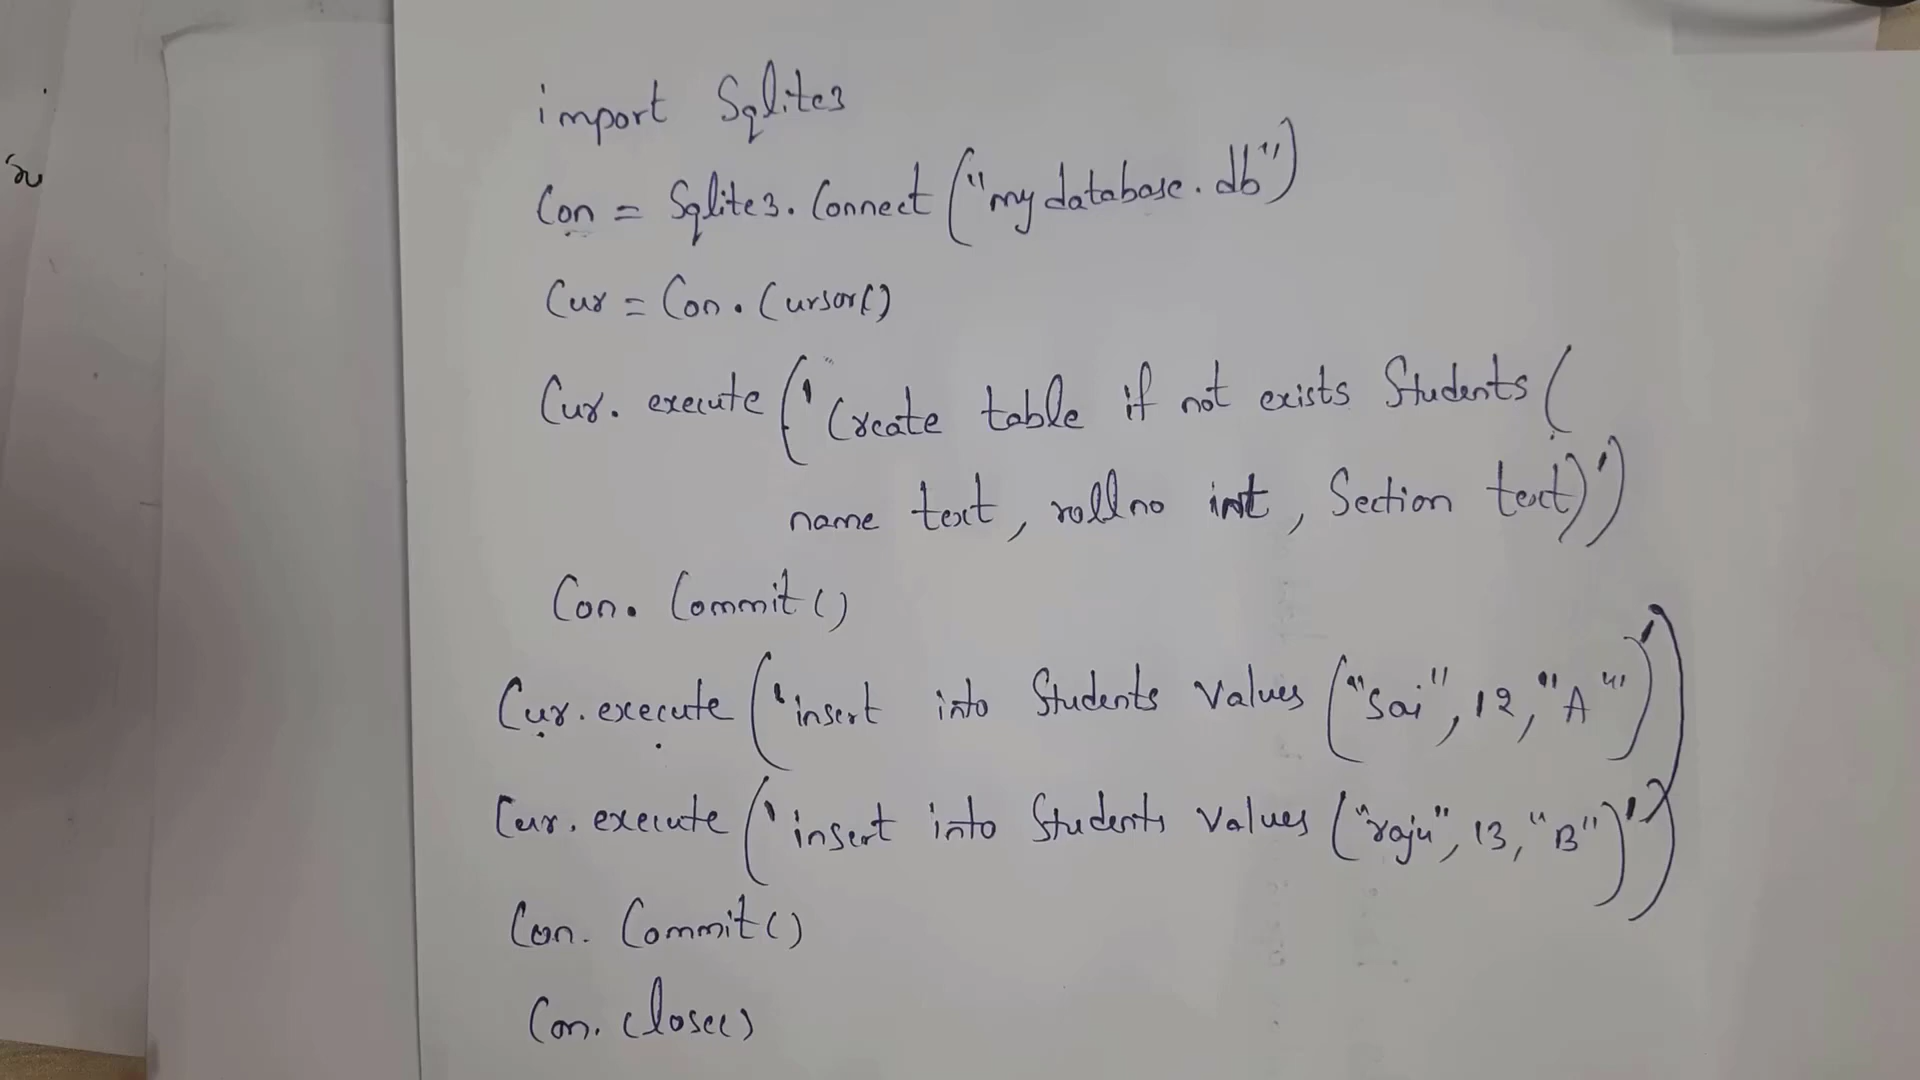 import Sqlite3
Con = Sqlite3. Connect ("mydatabase.db")
Cur = Con. Cursor()
Cur. execute ('Create table if not exists Students (
name text, rollno int, Section text)')
Con. Commit ()
Cur. execute ('insert into Students Values ("Sai", 12, "A")')
Cur. execute ('insert into Students Values ("raju", 13, "B")')
Con. Commit()
Con. close()